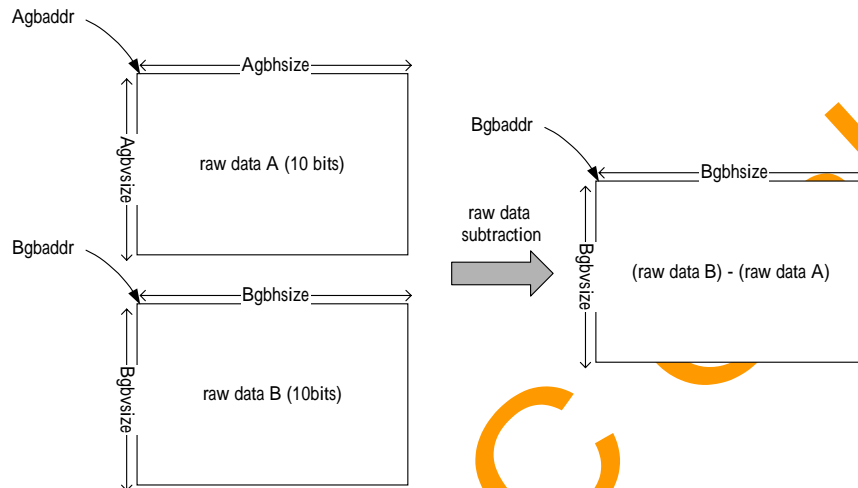 Agbaddr
Agbhsize
Agbvsize
raw data A (10 bits)
Bgbaddr
Bgbhsize
Bgbvsize
raw data B (10bits)
raw data
subtraction
Bgbaddr
Bgbhsize
Bgbvsize
(raw data B) - (raw data A)